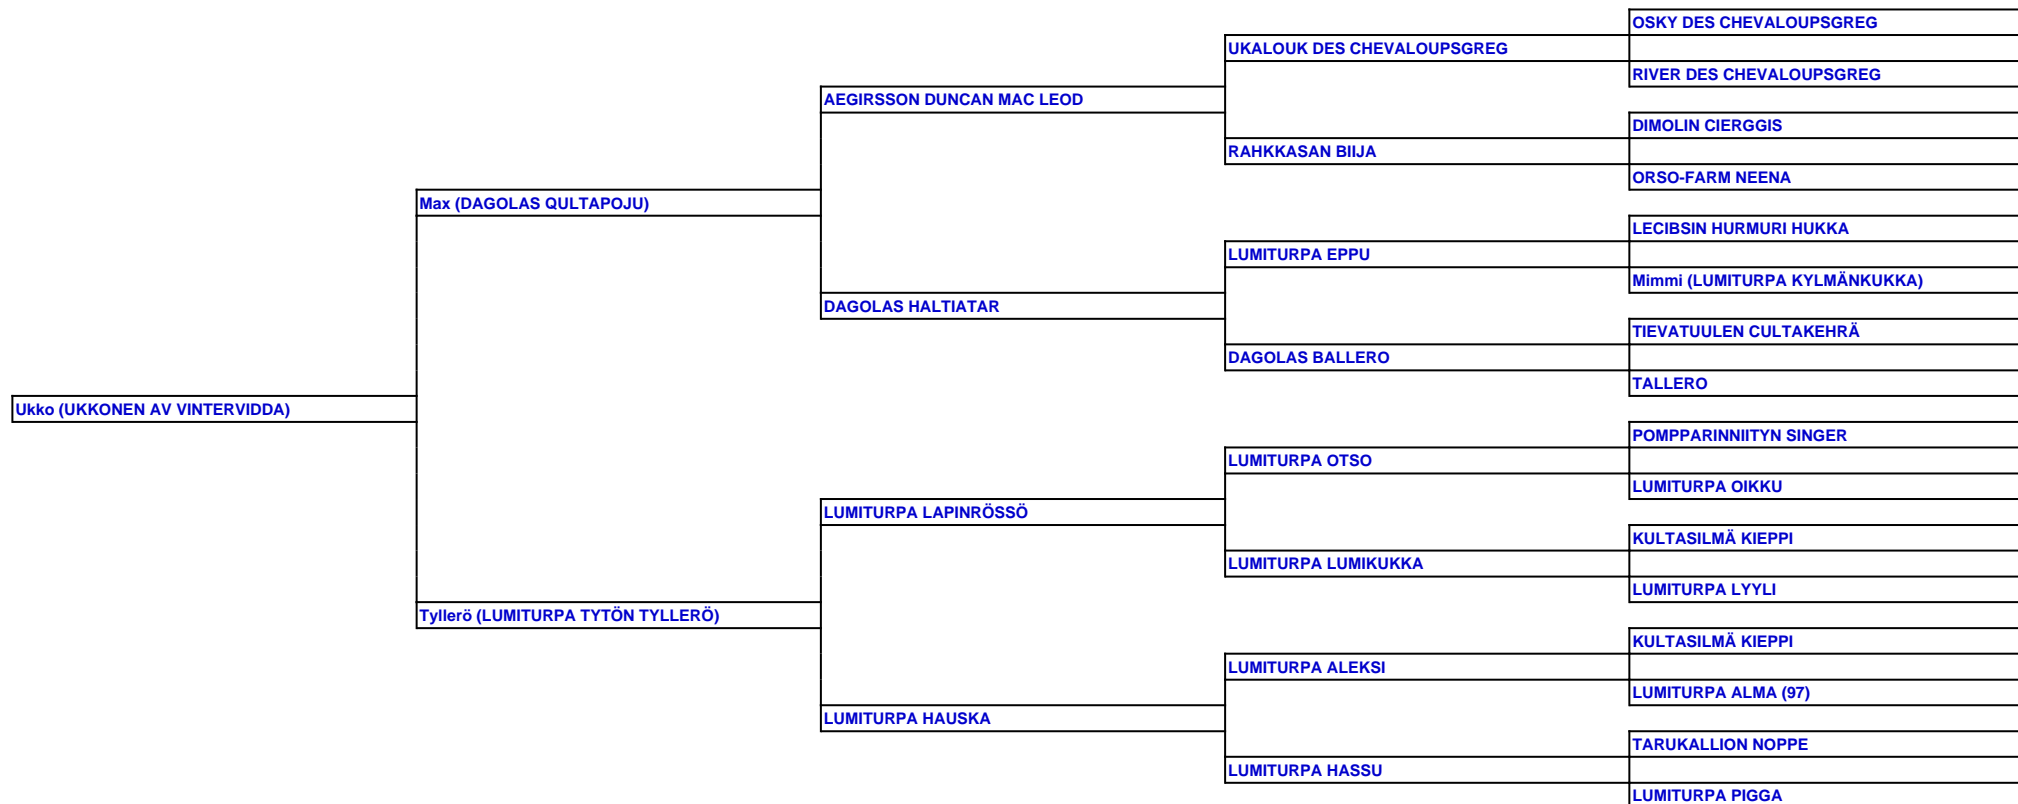 OSKY DES CHEVALOUPSGREG
UKALOUK DES CHEVALOUPSGREG
RIVER DES CHEVALOUPSGREG
AEGIRSSON DUNCAN MAC LEOD
DIMOLIN CIERGGIS
RAHKKASAN BIIJA
ORSO-FARM NEENA
Max (DAGOLAS QULTAPOJU)
LECIBSIN HURMURI HUKKA
LUMITURPA EPPU
Mimmi (LUMITURPA KYLMÄNKUKKA)
DAGOLAS HALTIATAR
TIEVATUULEN CULTAKEHRÄ
DAGOLAS BALLERO
TALLERO
Ukko (UKKONEN AV VINTERVIDDA)
POMPPARINNIITYN SINGER
LUMITURPA OTSO
LUMITURPA OIKKU
LUMITURPA LAPINRÖSSÖ
KULTASILMÄ KIEPPI
LUMITURPA LUMIKUKKA
LUMITURPA LYYLI
Tyllerö (LUMITURPA TYTÖN TYLLERÖ)
KULTASILMÄ KIEPPI
LUMITURPA ALEKSI
LUMITURPA ALMA (97)
LUMITURPA HAUSKA
TARUKALLION NOPPE
LUMITURPA HASSU
LUMITURPA PIGGA